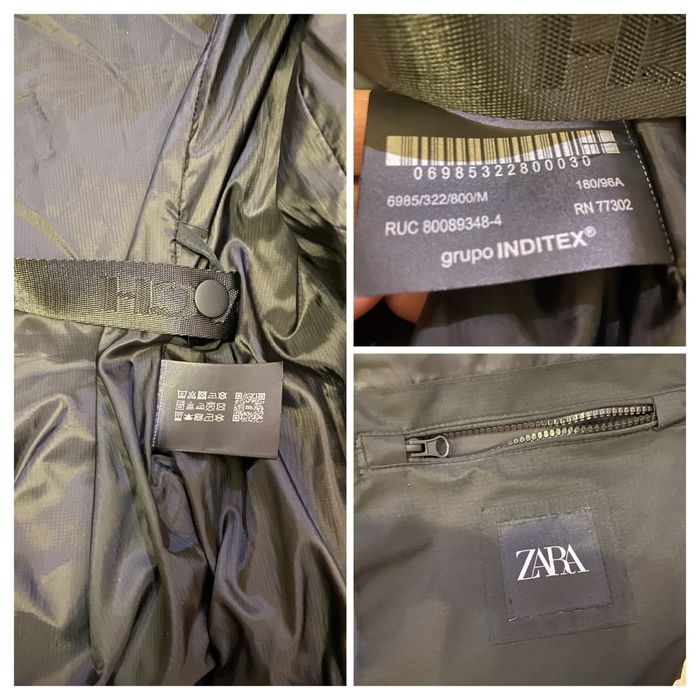 06985322800030
6985/322/800/M
180/96A
RUC 80089348-4
RN 77302
grupo INDITEX®
ZARA